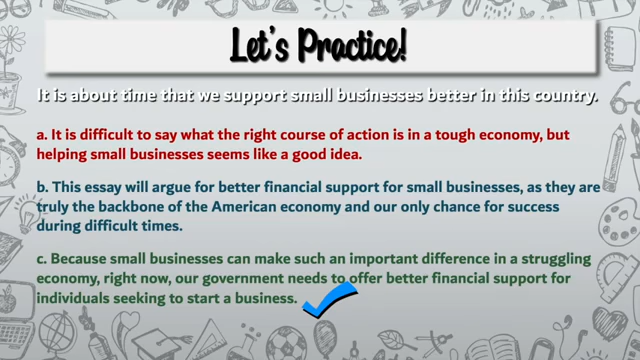 Let's Practice!
It is about time that we support small businesses better in this country.
a. It is difficult to say what the right course of action is in a tough economy, but
helping small businesses seems like a good idea.
b. This essay will argue for better financial support for small businesses, as they are
truly the backbone of the American economy and our only chance for success
during difficult times.
c. Because small businesses can make such an important difference in a struggling
economy, right now, our government needs to offer better financial support for
individuals seeking to start a business.